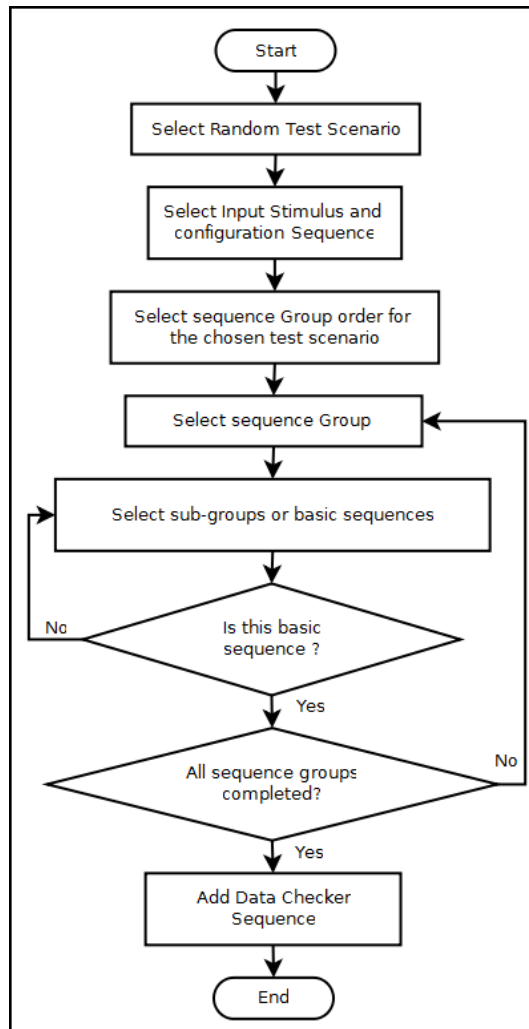 Start
Select Random Test Scenario
Select Input Stimulus and
configuration Sequence
Select sequence Group order for
the chosen test scenario
Select sequence Group
Select sub-groups or basic sequences
No
Is this basic
sequence ?
Yes
No
All sequence groups
completed?
Yes
Add Data Checker
Sequence
End